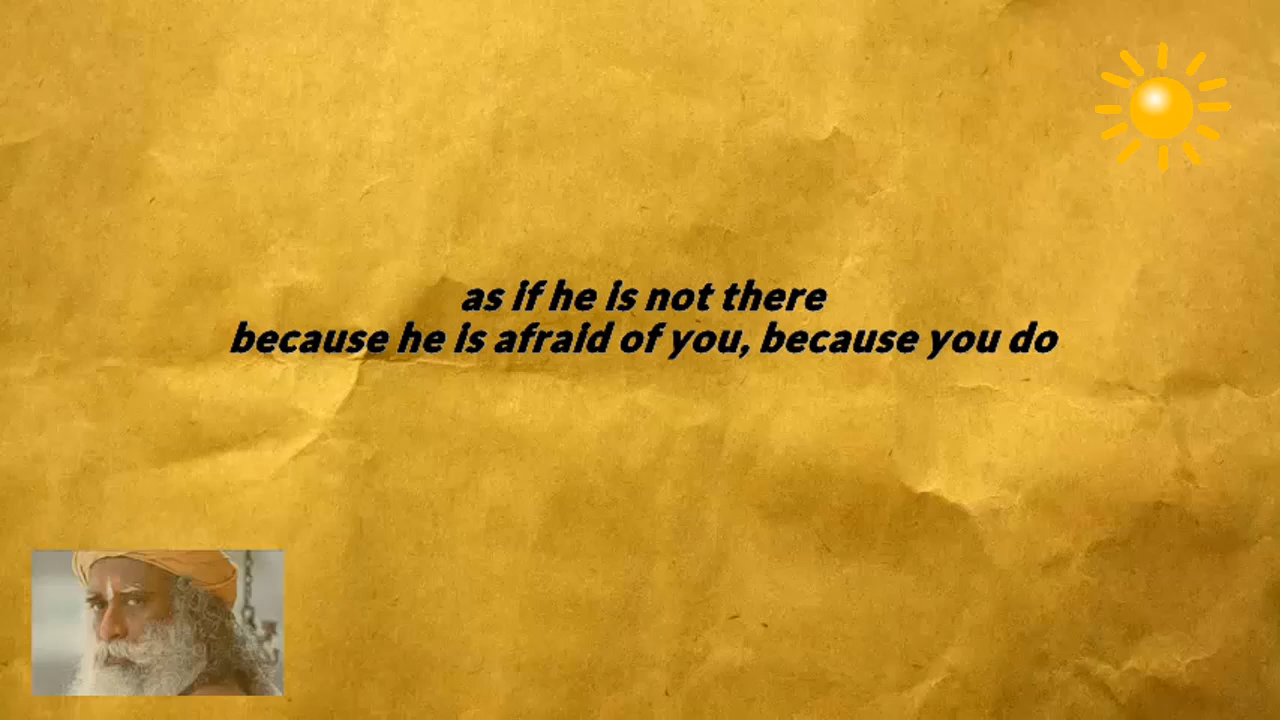 as if he is not there
because he is afraid of you, because you do